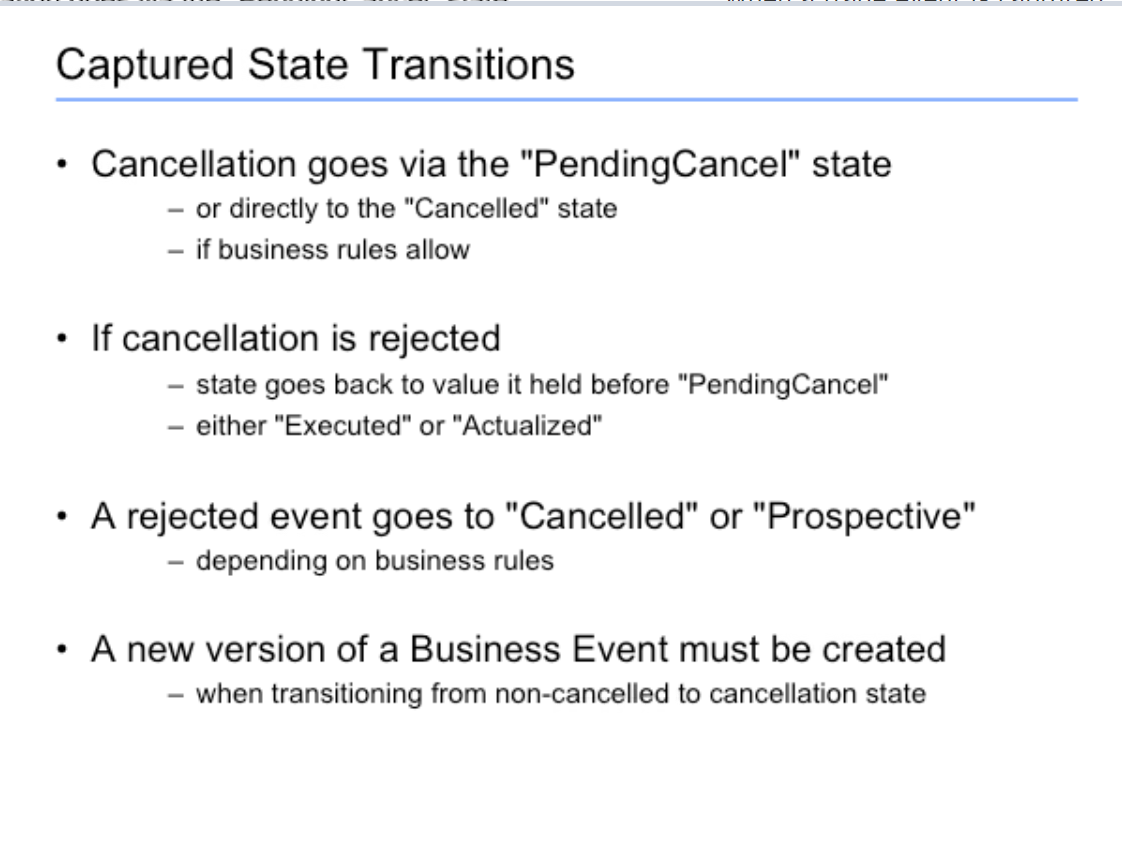 Captured State Transitions
• Cancellation goes via the "PendingCancel" state
– or directly to the "Cancelled" state
– if business rules allow
• If cancellation is rejected
– state goes back to value it held before "PendingCancel"
– either "Executed" or "Actualized"
• A rejected event goes to "Cancelled" or "Prospective"
– depending on business rules
• A new version of a Business Event must be created
– when transitioning from non-cancelled to cancellation state